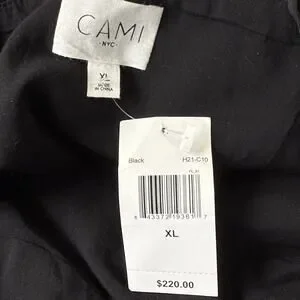 CAMI
·NYC·
XL
MADE
IN CHINA
Black H21-C10
XL
$220.00